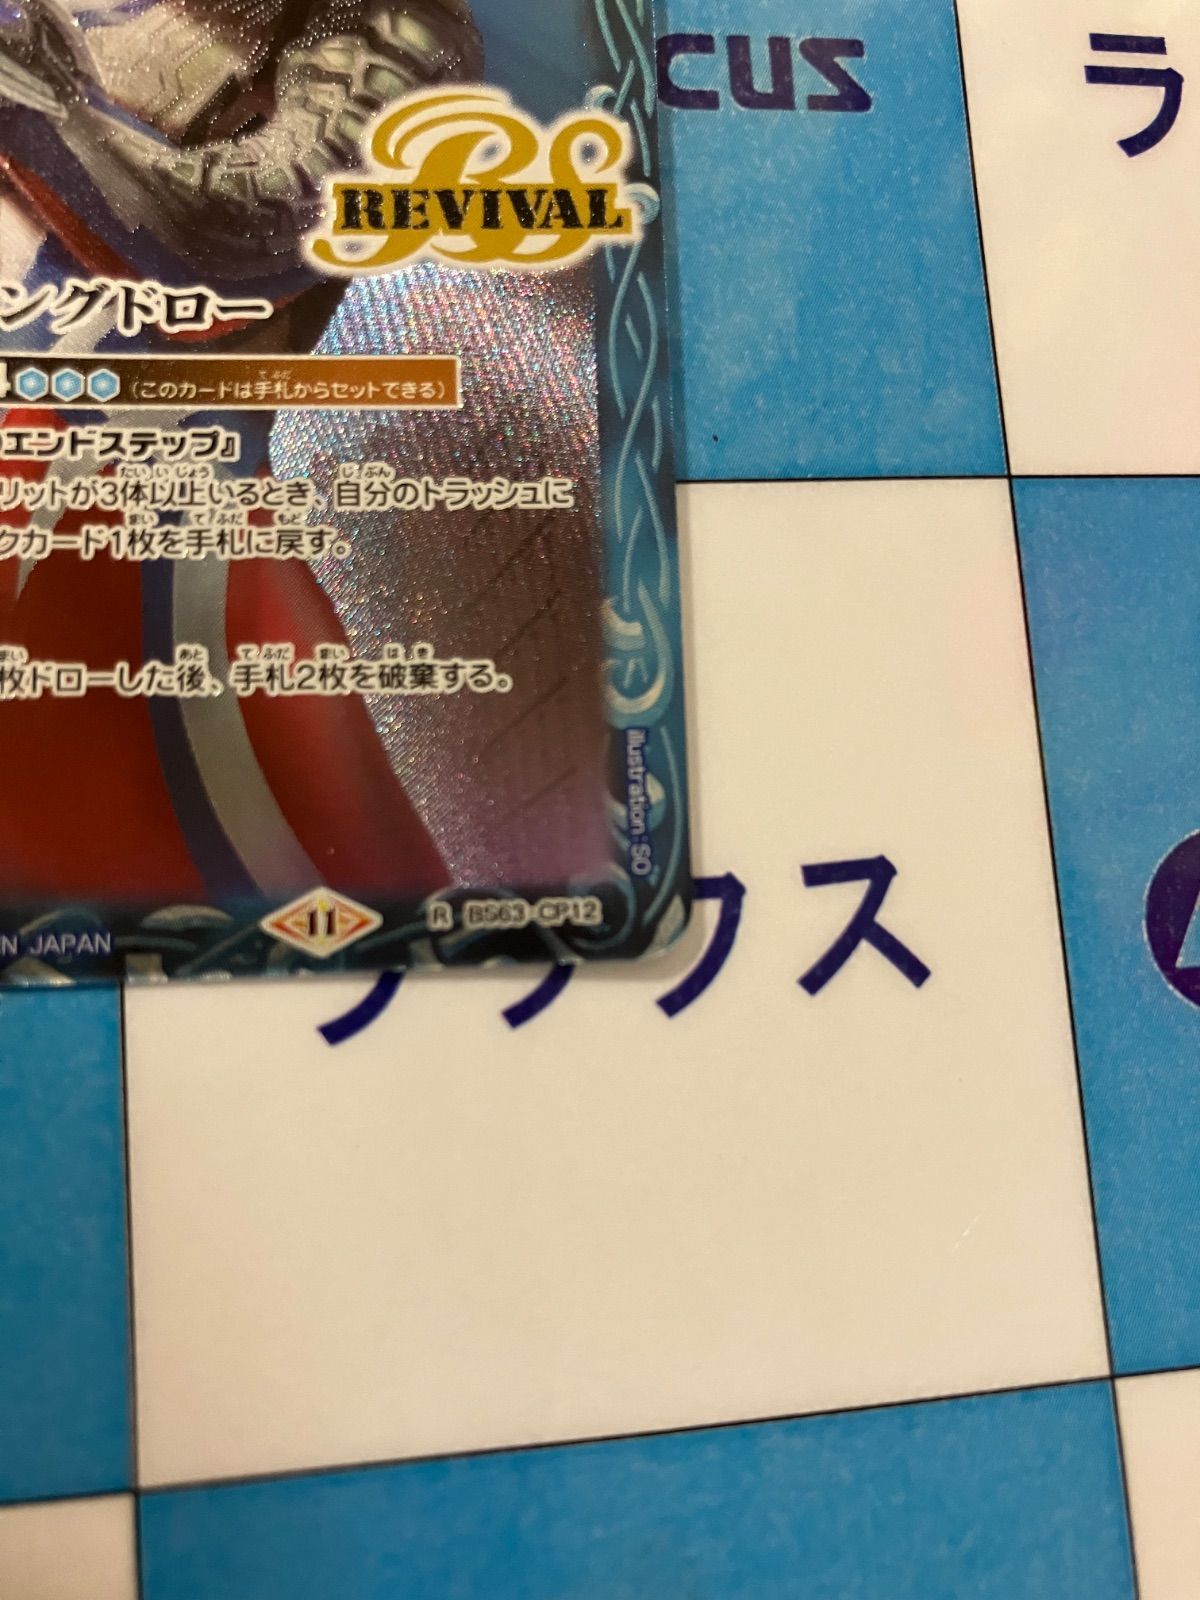 CUS
ラ
BS
REVIVAL
ングドロー
4 (このカードは手札からセットできる)
エンドステップ』
リットが3体以上いるとき、自分のトラッシュに
クカード1枚を手札に戻す。
枚ドローした後、手札2枚を破棄する。
Illustration:SO
11
R BS63-CP12
IN JAPAN
クス